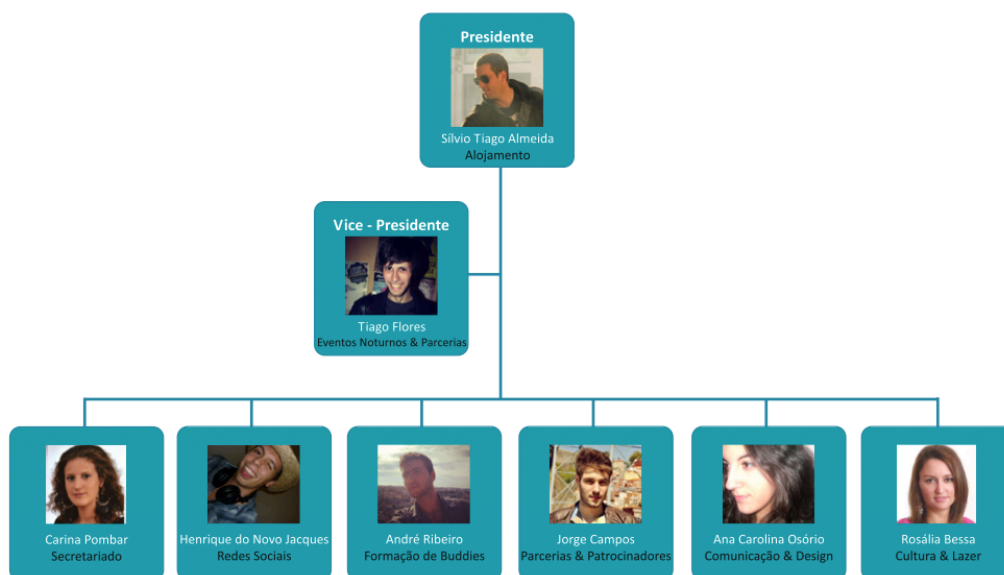 Presidente
Sílvio Tiago Almeida
Alojamento
Vice - Presidente
Tiago Flores
Eventos Noturnos & Parcerias
Carina Pombar
Secretariado
Henrique do Novo Jacques
Redes Sociais
André Ribeiro
Formação de Buddies
Jorge Campos
Parcerias & Patrocinadores
Ana Carolina Osório
Comunicação & Design
Rosália Bessa
Cultura & Lazer